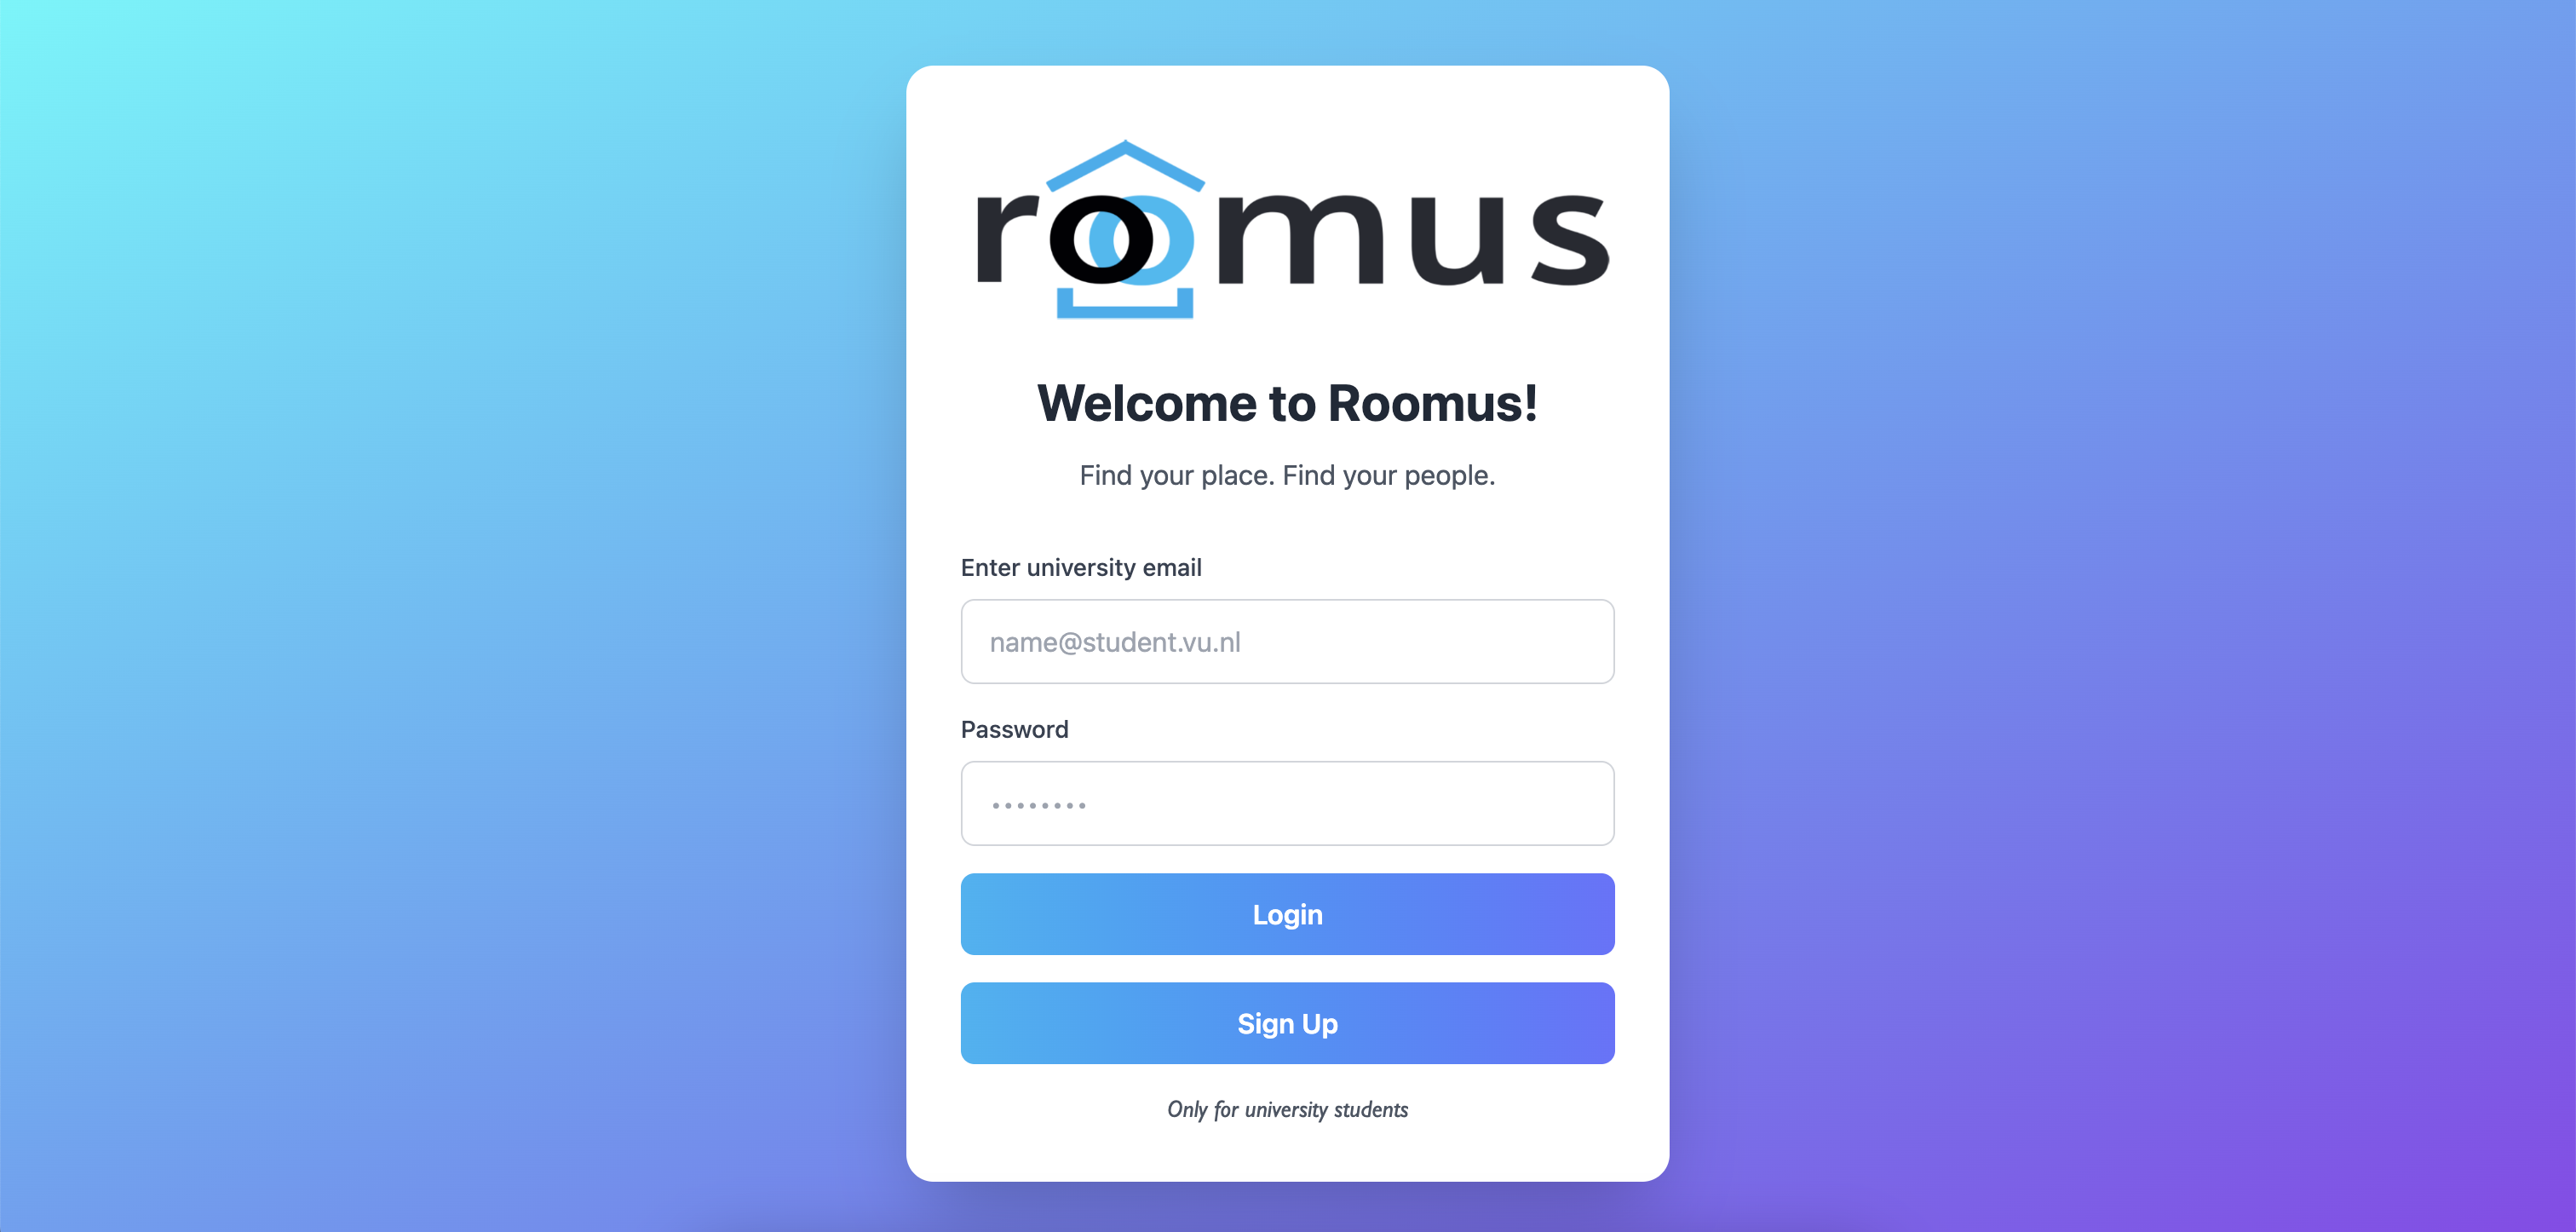 roomus
Welcome to Roomus!
Find your place. Find your people.
Enter university email
name@student.vu.nl
Password
••••••••
Login
Sign Up
Only for university students